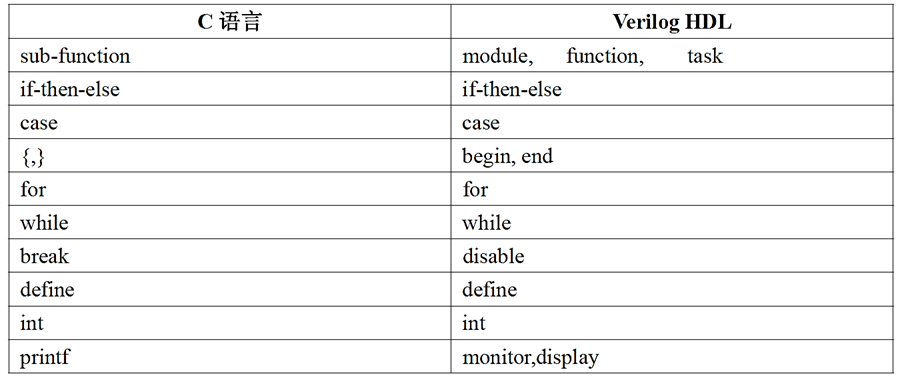 C 语言 Verilog HDL
sub-function module, function, task
if-then-else if-then-else
case case
{,} begin, end
for for
while while
break disable
define define
int int
printf monitor,display